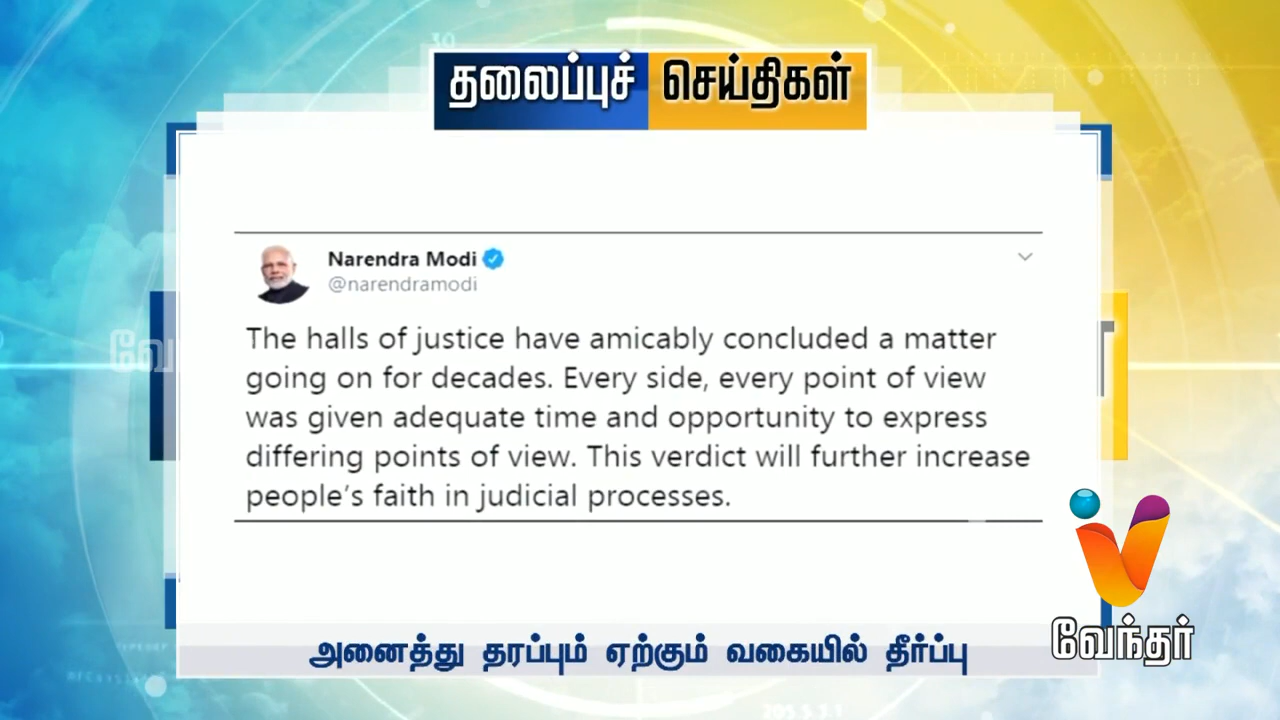 தலைப்புச் செய்திகள்
Narendra Modi
@narendramodi
The halls of justice have amicably concluded a matter
going on for decades. Every side, every point of view
was given adequate time and opportunity to express
differing points of view. This verdict will further increase
people's faith in judicial processes.
வேந்தர்
அனைத்து தரப்பும் ஏற்கும் வகையில் தீர்ப்பு